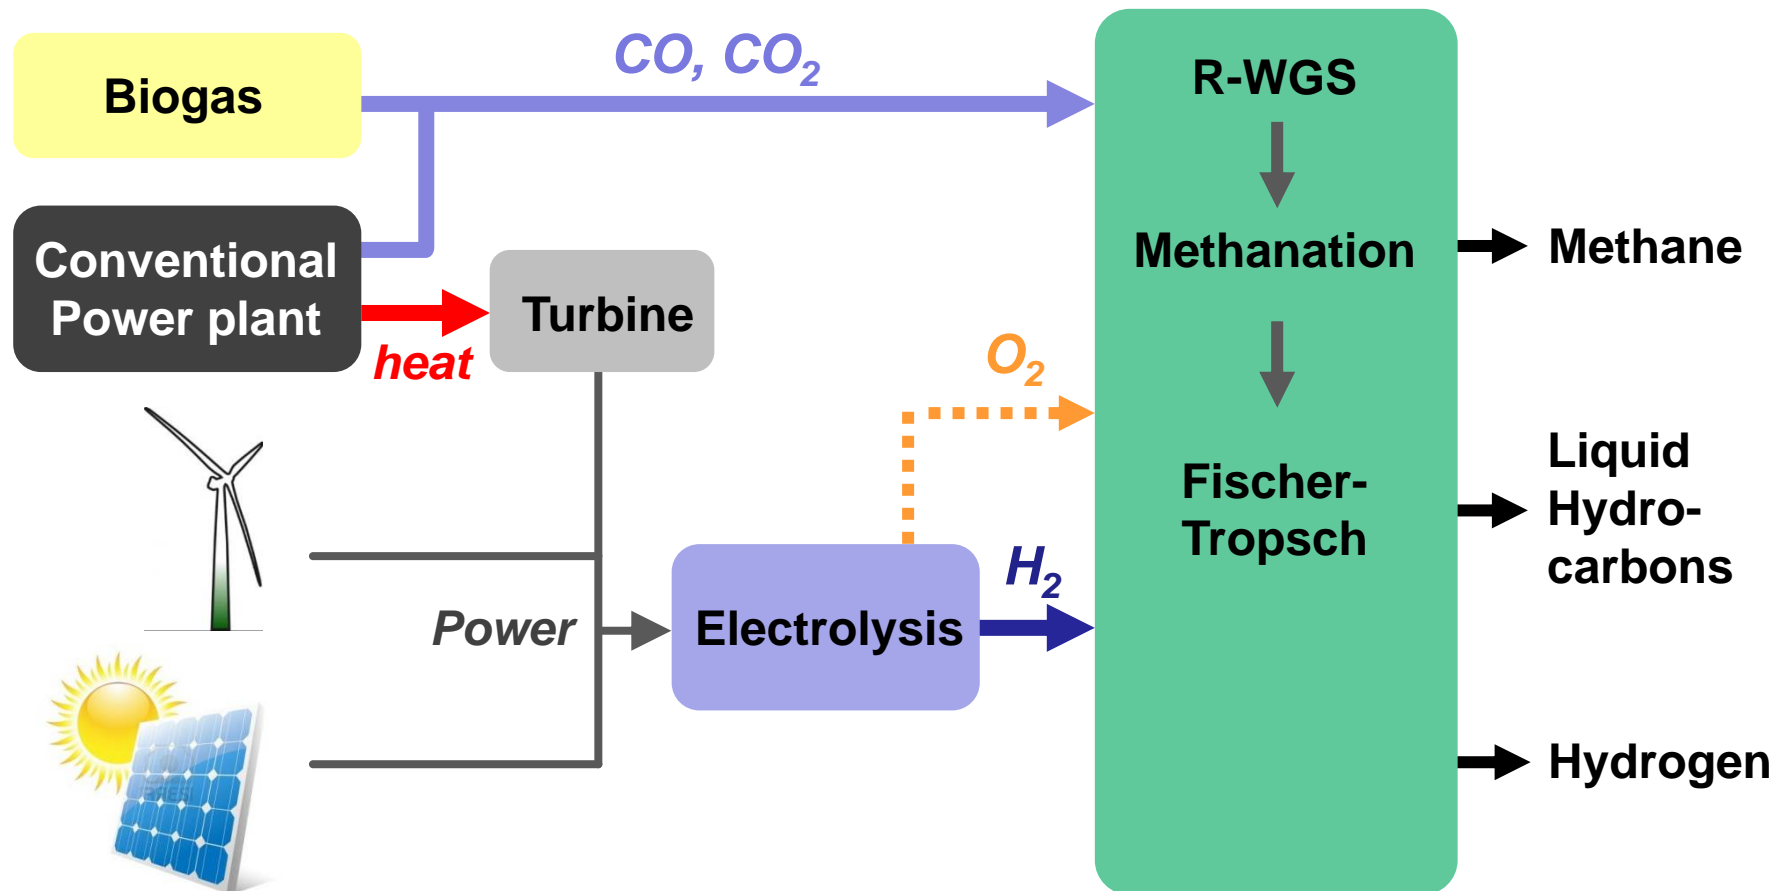 Biogas
CO, CO2
R-WGS
Conventional
Power plant
heat
Turbine
Methanation
Methane
O2
Fischer-
Tropsch
Liquid
Hydro-
carbons
Power
Electrolysis
H2
Hydrogen